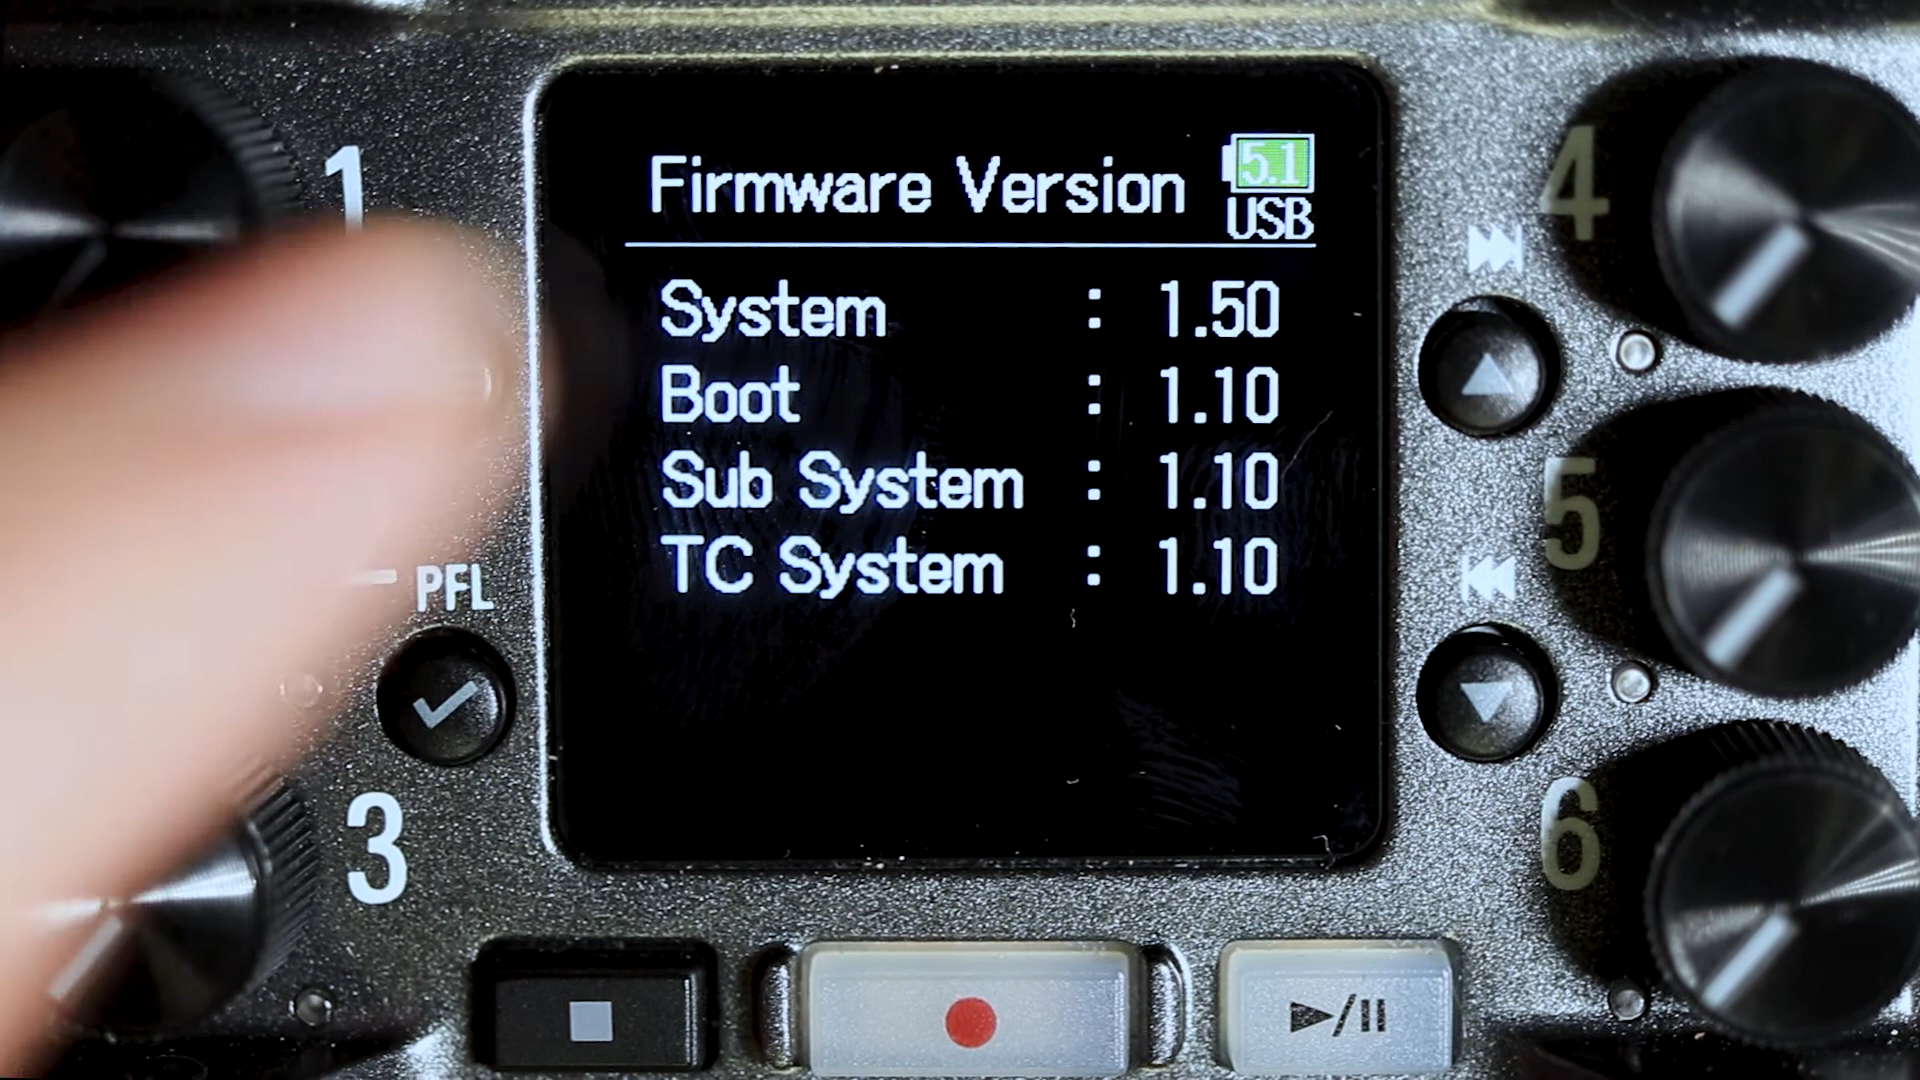 Firmware Version 5.1
USB
System : 1.50
Boot : 1.10
Sub System : 1.10
TC System : 1.10
1
PFL
3
4
5
6